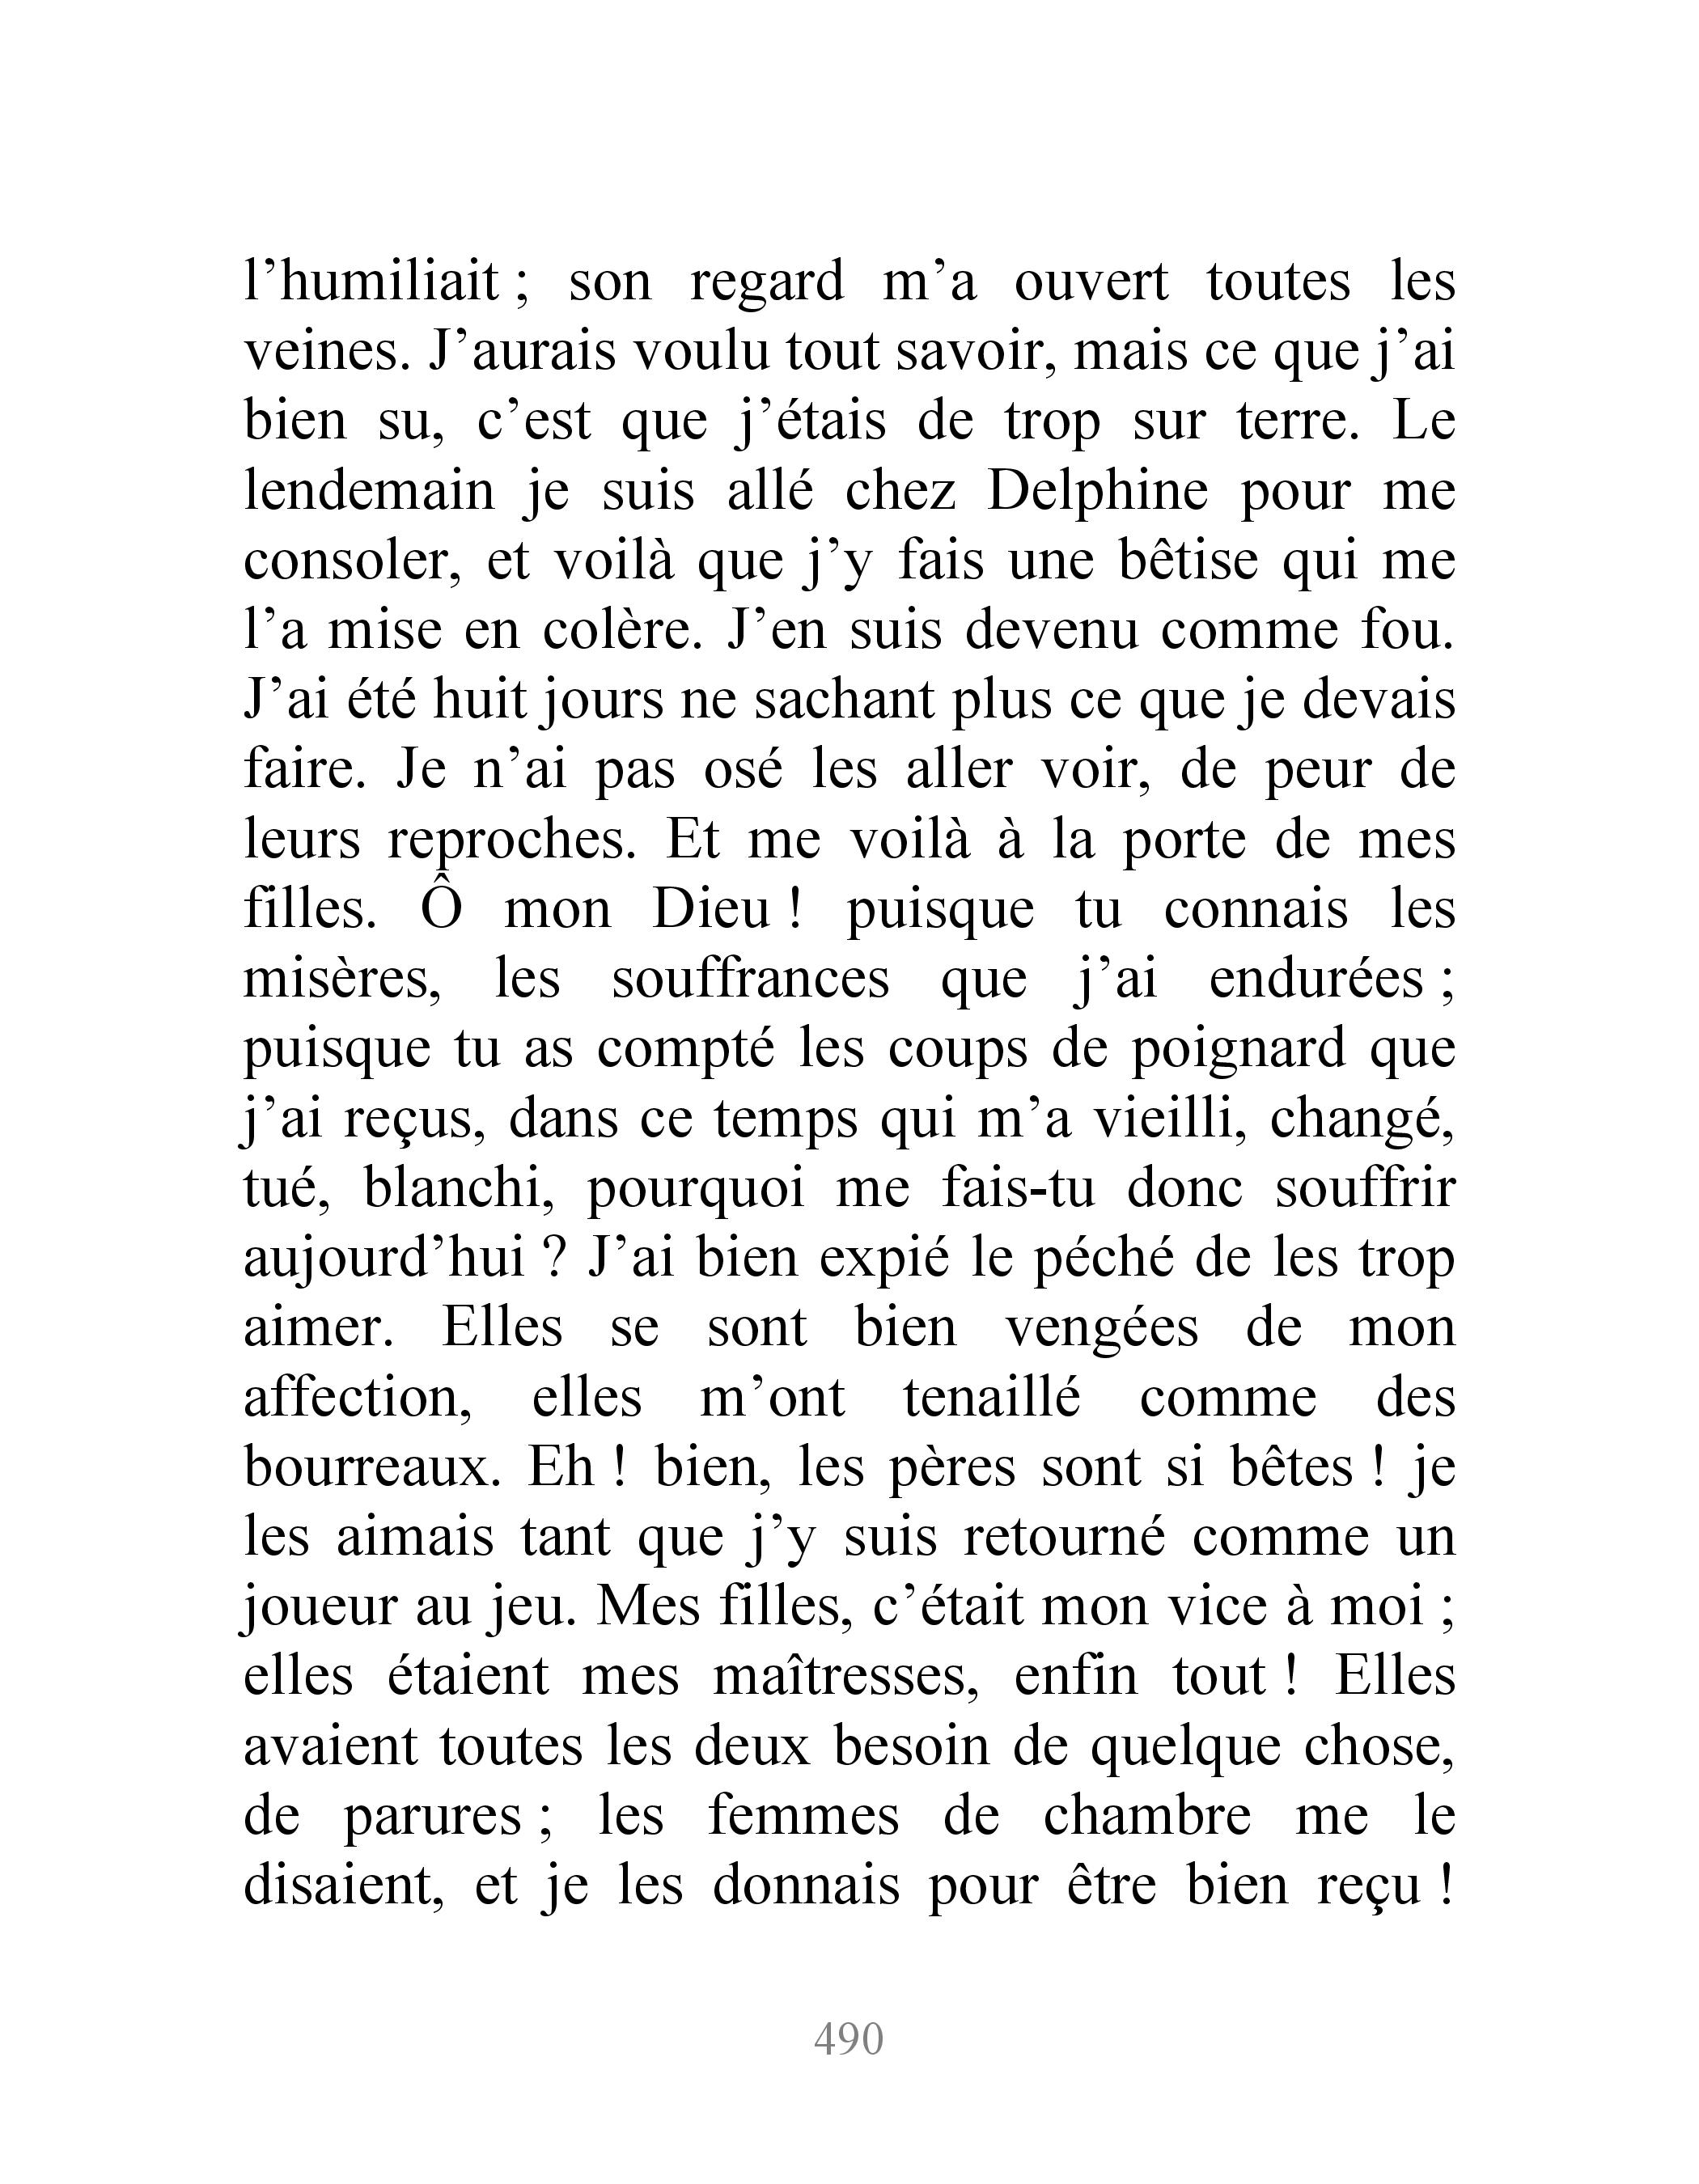 l’humiliait ; son regard m’a ouvert toutes les
veines. J’aurais voulu tout savoir, mais ce que j’ai
bien su, c’est que j’étais de trop sur terre. Le
lendemain je suis allé chez Delphine pour me
consoler, et voilà que j’y fais une bêtise qui me
l’a mise en colère. J’en suis devenu comme fou.
J’ai été huit jours ne sachant plus ce que je devais
faire. Je n’ai pas osé les aller voir, de peur de
leurs reproches. Et me voilà à la porte de mes
filles. Ô mon Dieu ! puisque tu connais les
misères, les souffrances que j’ai endurées ;
puisque tu as compté les coups de poignard que
j’ai reçus, dans ce temps qui m’a vieilli, changé,
tué, blanchi, pourquoi me fais-tu donc souffrir
aujourd’hui ? J’ai bien expié le péché de les trop
aimer. Elles se sont bien vengées de mon
affection, elles m’ont tenaillé comme des
bourreaux. Eh ! bien, les pères sont si bêtes ! je
les aimais tant que j’y suis retourné comme un
joueur au jeu. Mes filles, c’était mon vice à moi ;
elles étaient mes maîtresses, enfin tout ! Elles
avaient toutes les deux besoin de quelque chose,
de parures ; les femmes de chambre me le
disaient, et je les donnais pour être bien reçu !
490